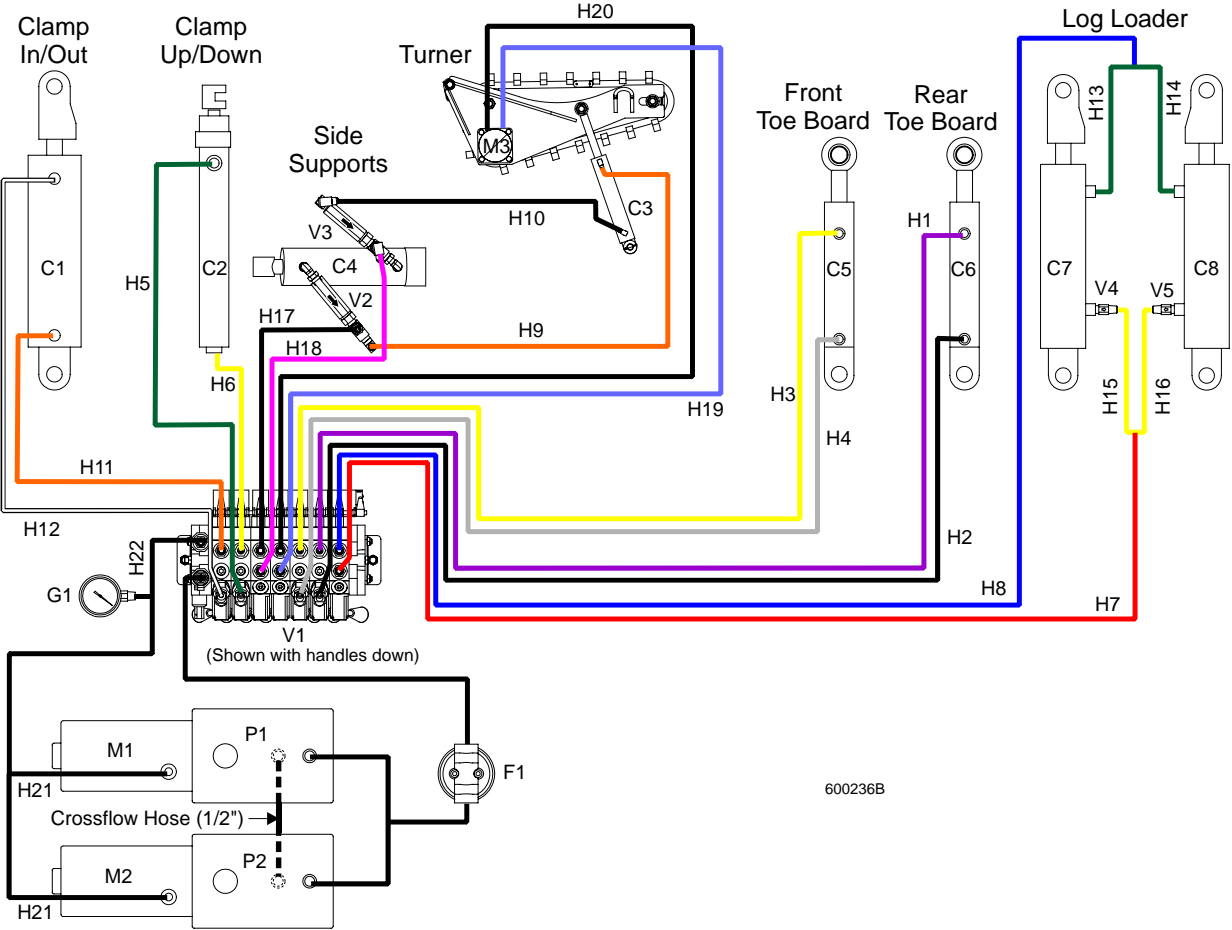 H20
Clamp
In/Out
Clamp
Up/Down
Turner
Log Loader
Side
Supports
Front
Toe Board
Rear
Toe Board
H13
H14
M3
V3
H10
C3
H1
C1
H5
C2
C4
V2
C5
C6
C7
V4
V5
C8
H17
H18
H9
H6
H19
H3
H4
H15
H16
H11
H12
H22
H2
G1
H8
H7
V1
(Shown with handles down)
M1
P1
F1
H21
600236B
Crossflow Hose (1/2")
M2
P2
H21